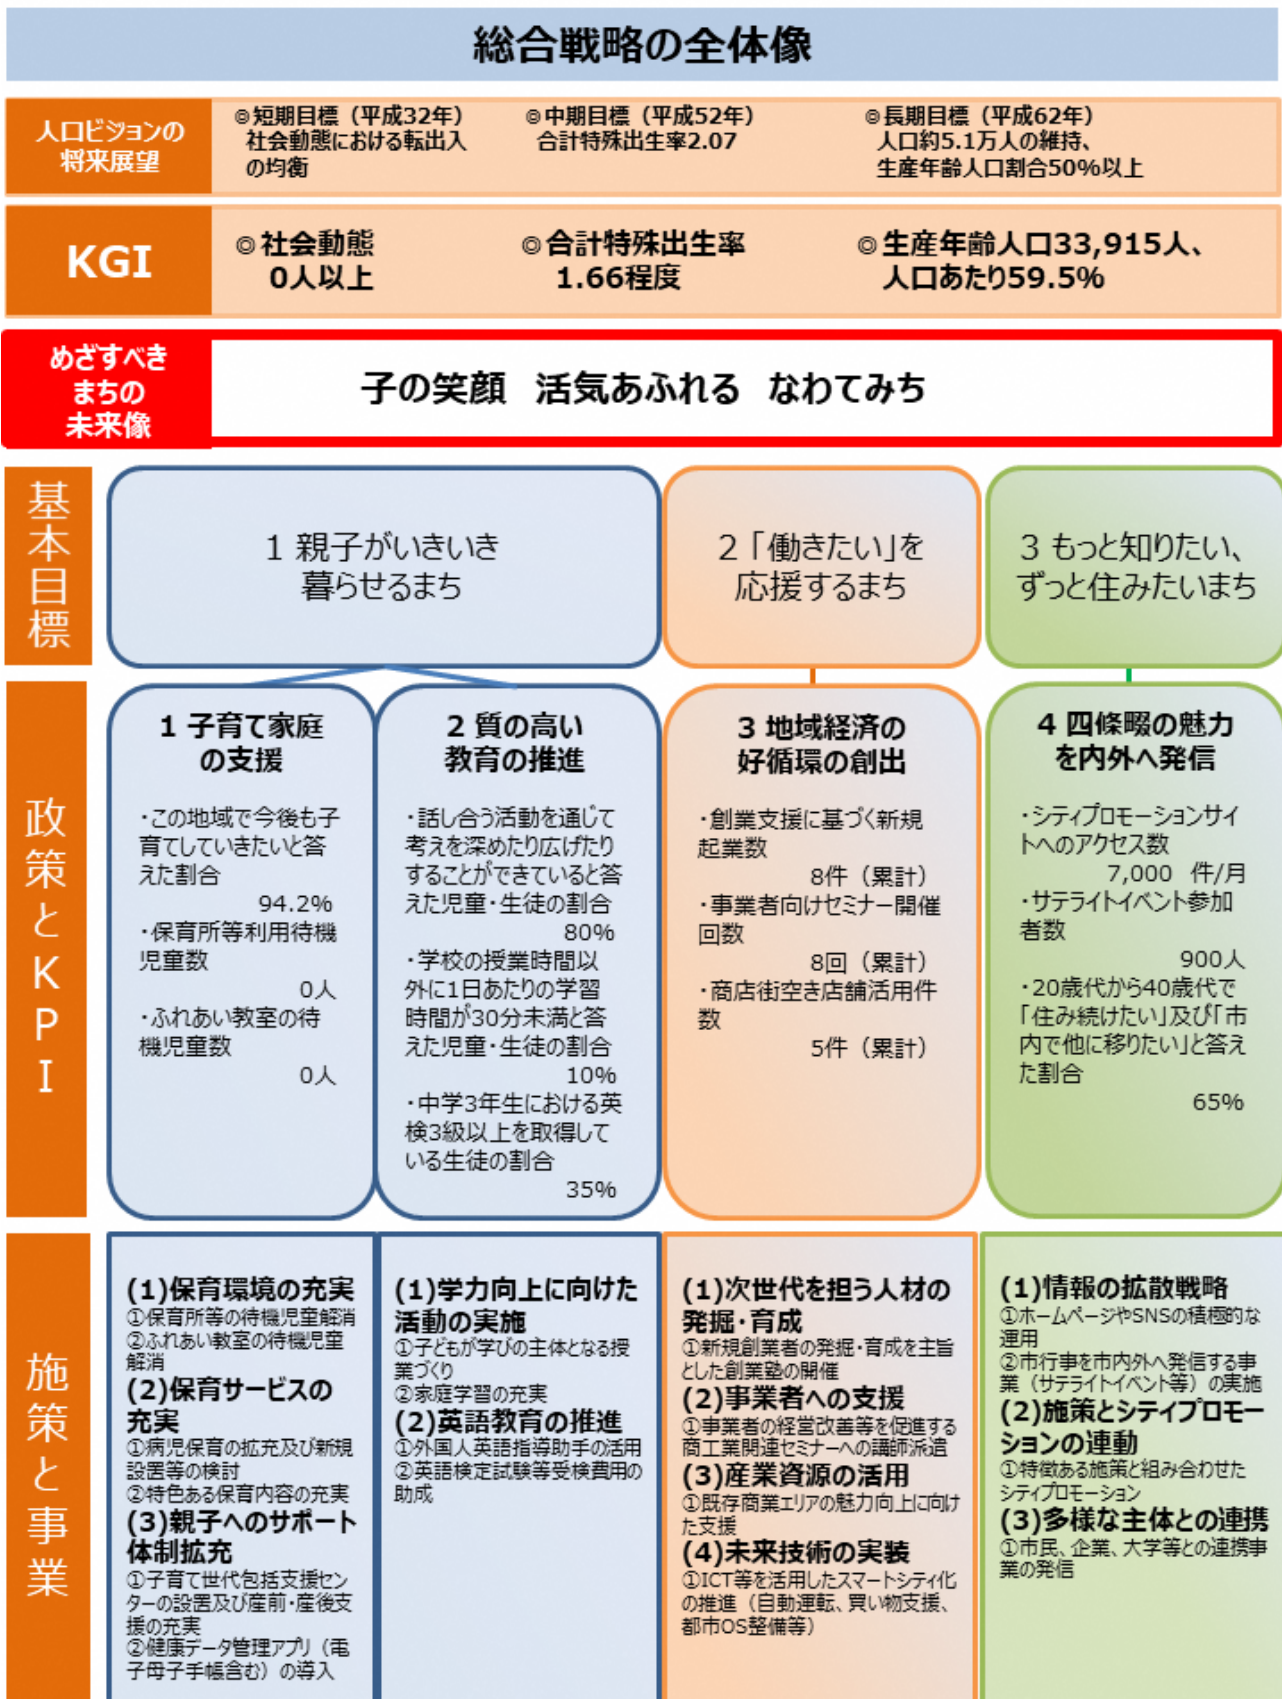 総合戦略の全体像
人口ビジョンの
将来展望
◎短期目標（平成32年）
社会動態における転出入
の均衡
◎中期目標（平成52年）
合計特殊出生率2.07
◎長期目標（平成62年）
人口約5.1万人の維持、
生産年齢人口割合50%以上
KGI
◎社会動態
0人以上
◎合計特殊出生率
1.66程度
◎生産年齢人口33,915人、
人口あたり59.5%
めざすべき
まちの
未来像
子の笑顔　活気あふれる　なわてみち
基本目標
1 親子がいきいき
暮らせるまち
2「働きたい」を
応援するまち
3 もっと知りたい、
ずっと住みたいまち
政策とKPI
1 子育て家庭
の支援
・この地域で今後も子
育てしていきたいと答
えた割合
94.2%
・保育所等利用待機
児童数
0人
・ふれあい教室の待
機児童数
0人
2 質の高い
教育の推進
・話し合う活動を通じて
考えを深めたり広げたり
することができていると答
えた児童・生徒の割合
80%
・学校の授業時間以
外に1日あたりの学習
時間が30分未満と答
えた児童・生徒の割合
10%
・中学3年生における英
検3級以上を取得して
いる生徒の割合
35%
3 地域経済の
好循環の創出
・創業支援に基づく新規
起業数
8件（累計）
・事業者向けセミナー開催
回数
8回（累計）
・商店街空き店舗活用件
数
5件（累計）
4 四條畷の魅力
を内外へ発信
・シティプロモーションサイ
トへのアクセス数
7,000 件/月
・サテライトイベント参加
者数
900人
・20歳代から40歳代で
「住み続けたい」及び「市
内で他に移りたい」と答え
た割合
65%
施策と事業
(1)保育環境の充実
①保育所等の待機児童解消
②ふれあい教室の待機児童
解消
(2)保育サービスの
充実
①病児保育の拡充及び新規
設置等の検討
②特色ある保育内容の充実
(3)親子へのサポート
体制拡充
①子育て世代包括支援セン
ターの設置及び産前・産後支
援の充実
②健康データ管理アプリ（電
子母子手帳含む）の導入
(1)学力向上に向けた
活動の実施
①子どもが学びの主体となる授
業づくり
②家庭学習の充実
(2)英語教育の推進
①外国人英語指導助手の活用
②英語検定試験等受検費用の
助成
(1)次世代を担う人材の
発掘・育成
①新規創業者の発掘・育成を主旨
とした創業塾の開催
(2)事業者への支援
①事業者の経営改善等を促進する
商工業関連セミナーへの講師派遣
(3)産業資源の活用
①既存商業エリアの魅力向上に向け
た支援
(4)未来技術の実装
①ICT等を活用したスマートシティ化
の推進（自動運転、買い物支援、
都市OS整備等）
(1)情報の拡散戦略
①ホームページやSNSの積極的な
運用
②市行事を市内外へ発信する事
業（サテライトイベント等）の実施
(2)施策とシティプロモー
ションの連動
①特徴ある施策と組み合わせた
シティプロモーション
(3)多様な主体との連携
①市民、企業、大学等との連携事
業の発信